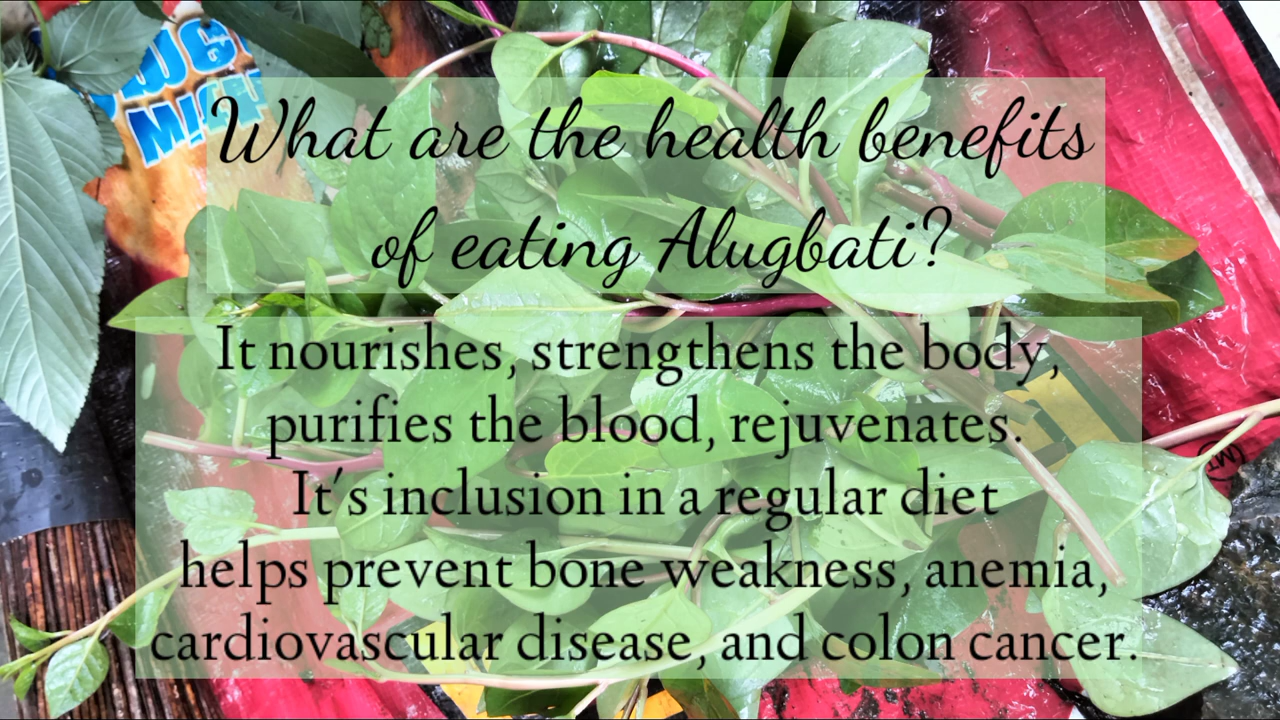 What are the health benefits
of eating Alugbati?
It nourishes, strengthens the body,
purifies the blood, rejuvenates.
It's inclusion in a regular diet
helps prevent bone weakness, anemia,
cardiovascular disease, and colon cancer.